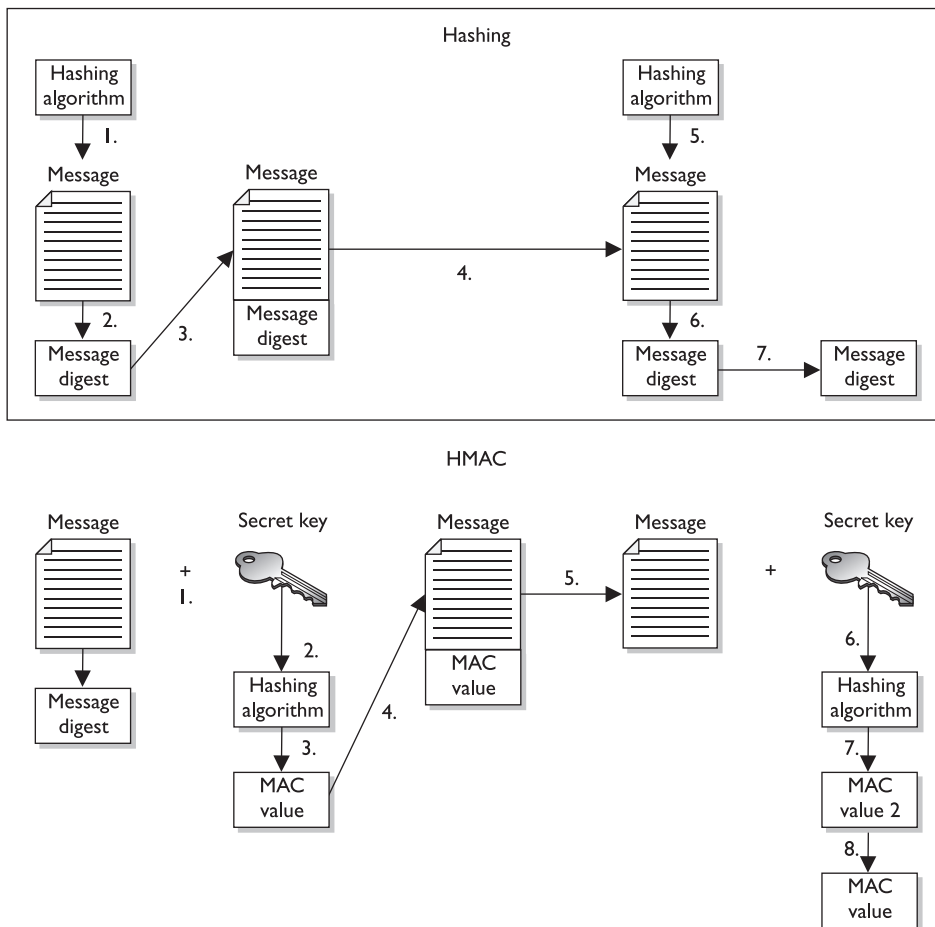 Hashing
Hashing
algorithm
1.
Message
2.
Message
digest
3.
Message
Message
digest
4.
Hashing
algorithm
5.
Message
6.
Message
digest
7.
Message
digest
HMAC
Message
Message
digest
+
1.
Secret key
2.
Hashing
algorithm
3.
MAC
value
4.
Message
MAC
value
5.
Message
+
Secret key
6.
Hashing
algorithm
7.
MAC
value 2
8.
MAC
value